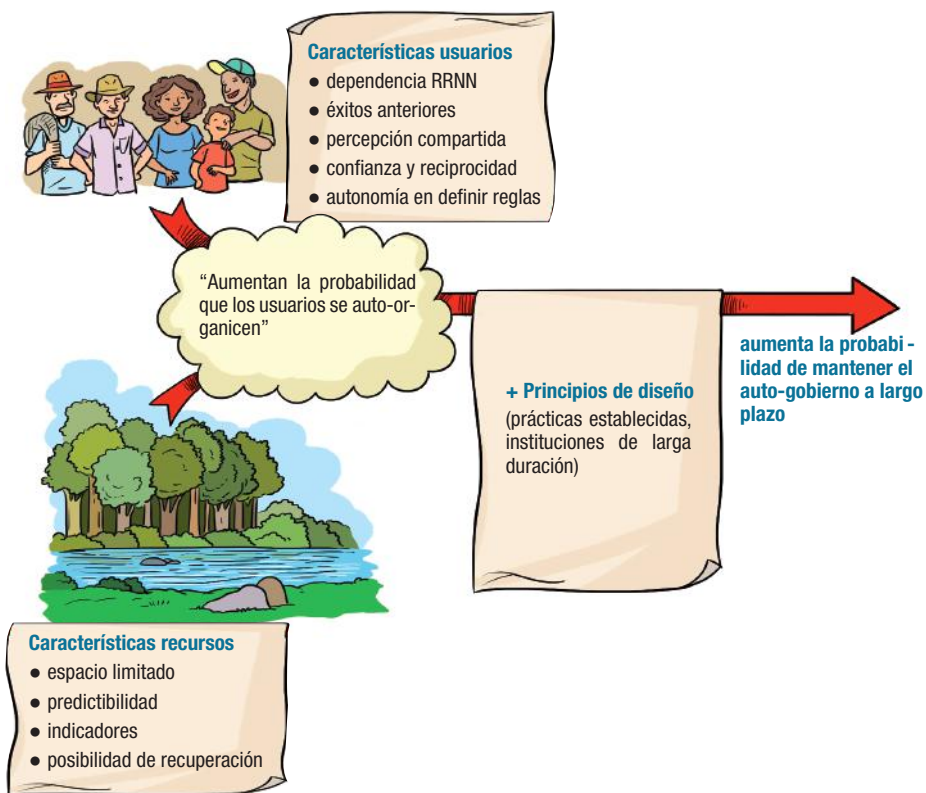 Características usuarios
● dependencia RRNN
● éxitos anteriores
● percepción compartida
● confianza y reciprocidad
● autonomía en definir reglas
“Aumentan la probabilidad
que los usuarios se auto-or-
ganicen”
+ Principios de diseño
(prácticas establecidas,
instituciones de larga
duración)
aumenta la probabi -
lidad de mantener el
auto-gobierno a largo
plazo
Características recursos
● espacio limitado
● predictibilidad
● indicadores
● posibilidad de recuperación